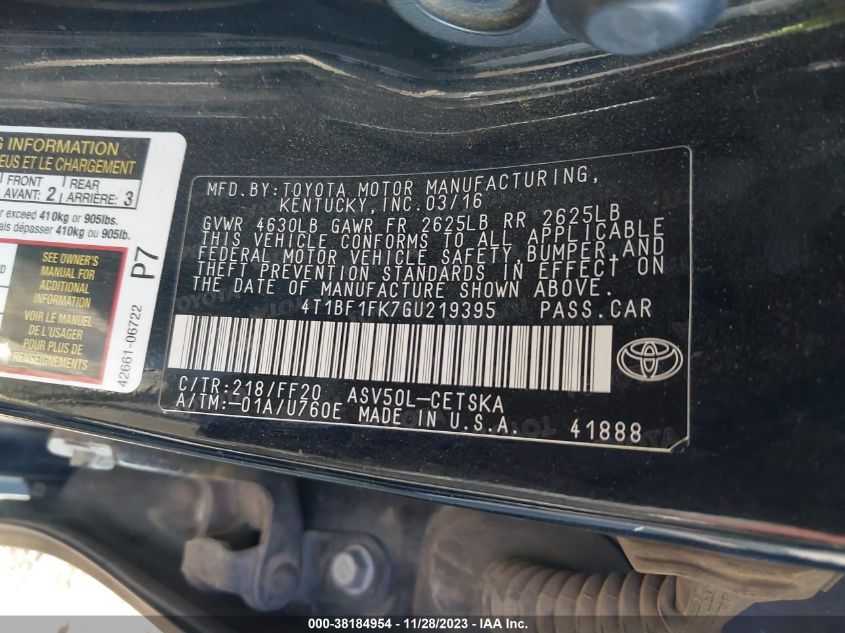 G INFORMATION
EUS ET LE CHARGEMENT
FRONT
AVANT: 2
REAR
ARRIÈRE: 3
exceed 410kg or 905lbs.
ais dépasser 410kg ou 905lb.
SEE OWNER'S
MANUAL FOR
ADDITIONAL
INFORMATION
VOIR LE MANUEL
DE L'USAGER
POUR PLUS DE
RENSEIGNEMENTS
42661-06722 P7
MFD.BY:TOYOTA MOTOR MANUFACTURING,
KENTUCKY,INC.03/16
GVWR 4630LB GAWR FR 2625LB RR 2625LB
THIS VEHICLE CONFORMS TO ALL APPLICABLE
FEDERAL MOTOR VEHICLE SAFETY,BUMPER,AND
THEFT PREVENTION STANDARDS IN EFFECT ON
THE DATE OF MANUFACTURE SHOWN ABOVE.
4T1BF1FK7GU219395 PASS.CAR
C/TR:218/FF20 ASV50L-CETSKA
A/TM:-01A/U760E MADE IN U.S.A. 41888
000-38184954 - 11/28/2023 - IAA Inc.